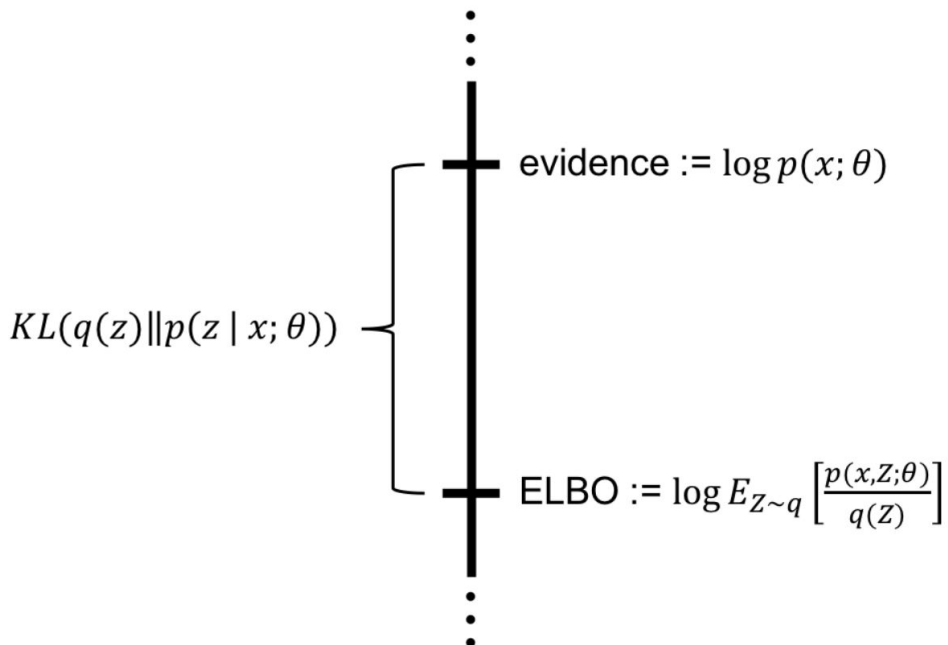 evidence := log p(x; θ)
KL(q(z)‖p(z | x; θ))
ELBO := log E_{Z∼q} [p(x,Z;θ) / q(Z)]